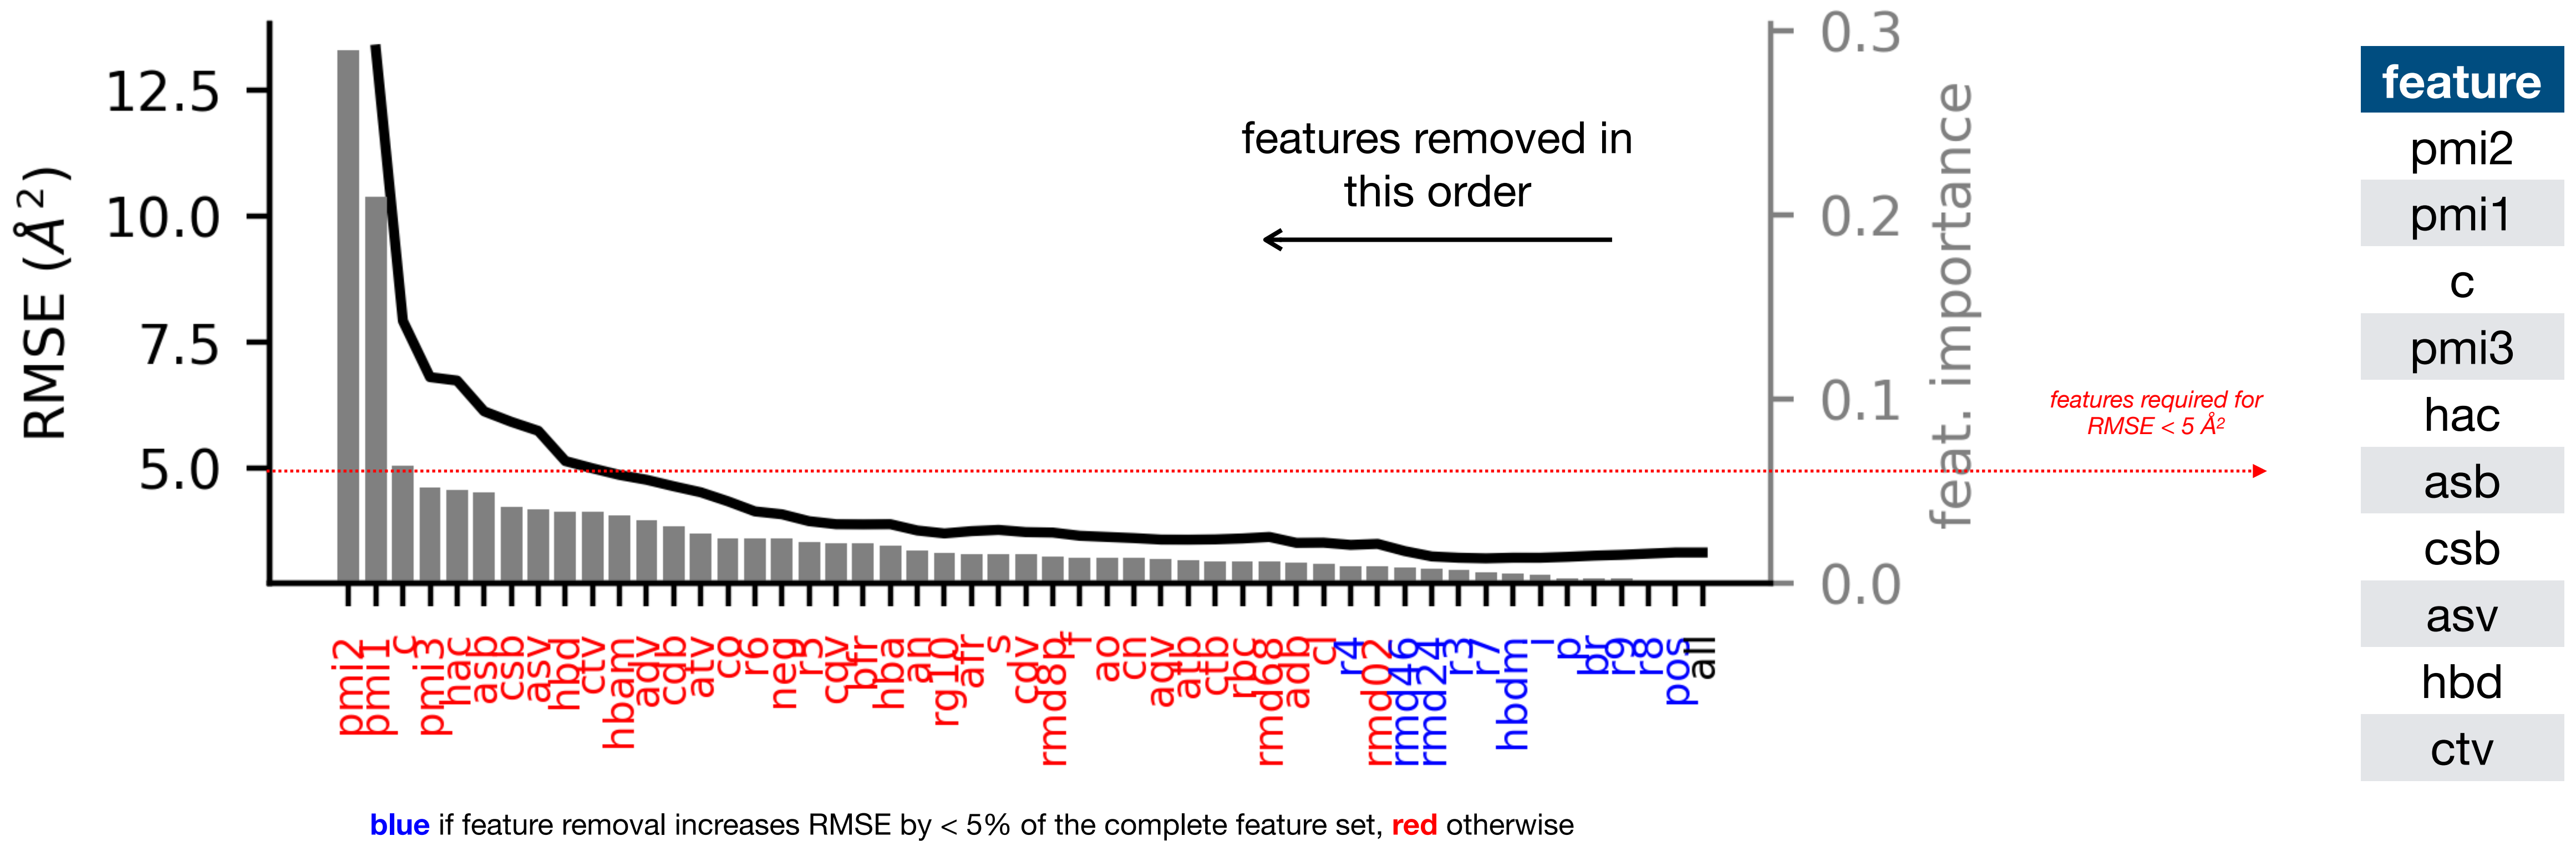 RMSE (Å²)
12.5
10.0
7.5
5.0
features removed in
this order
0.3
0.2
0.1
0.0
feat. importance
features required for
RMSE < 5 Å²
pmi2
pmi1
c
pmi3
hac
asb
csb
asv
hbd
ctv
hbam
adv
cdb
atv
cq
r6
neg
r5
cqv
bfr
hba
an
rg10
afr
s
cdv
rmd8p
f
ao
cn
aqv
atb
ctb
rbc
rmd68
adb
cl
r4
rmd02
rmd46
rmd24
r3
r7
hbdm
i
p
br
r9
r8
pos
all
blue if feature removal increases RMSE by < 5% of the complete feature set, red otherwise
feature
pmi2
pmi1
c
pmi3
hac
asb
csb
asv
hbd
ctv